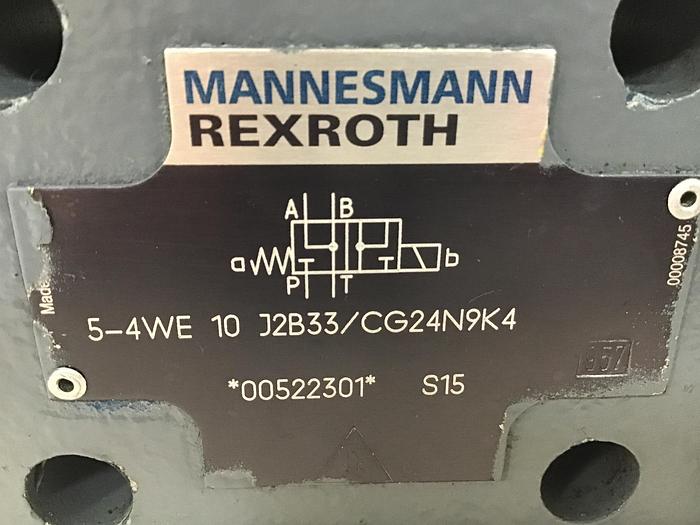 MANNESMANN
REXROTH
A B
a b
P T
Made
00008745
5-4WE 10 J2B33/CG24N9K4
*00522301* S15